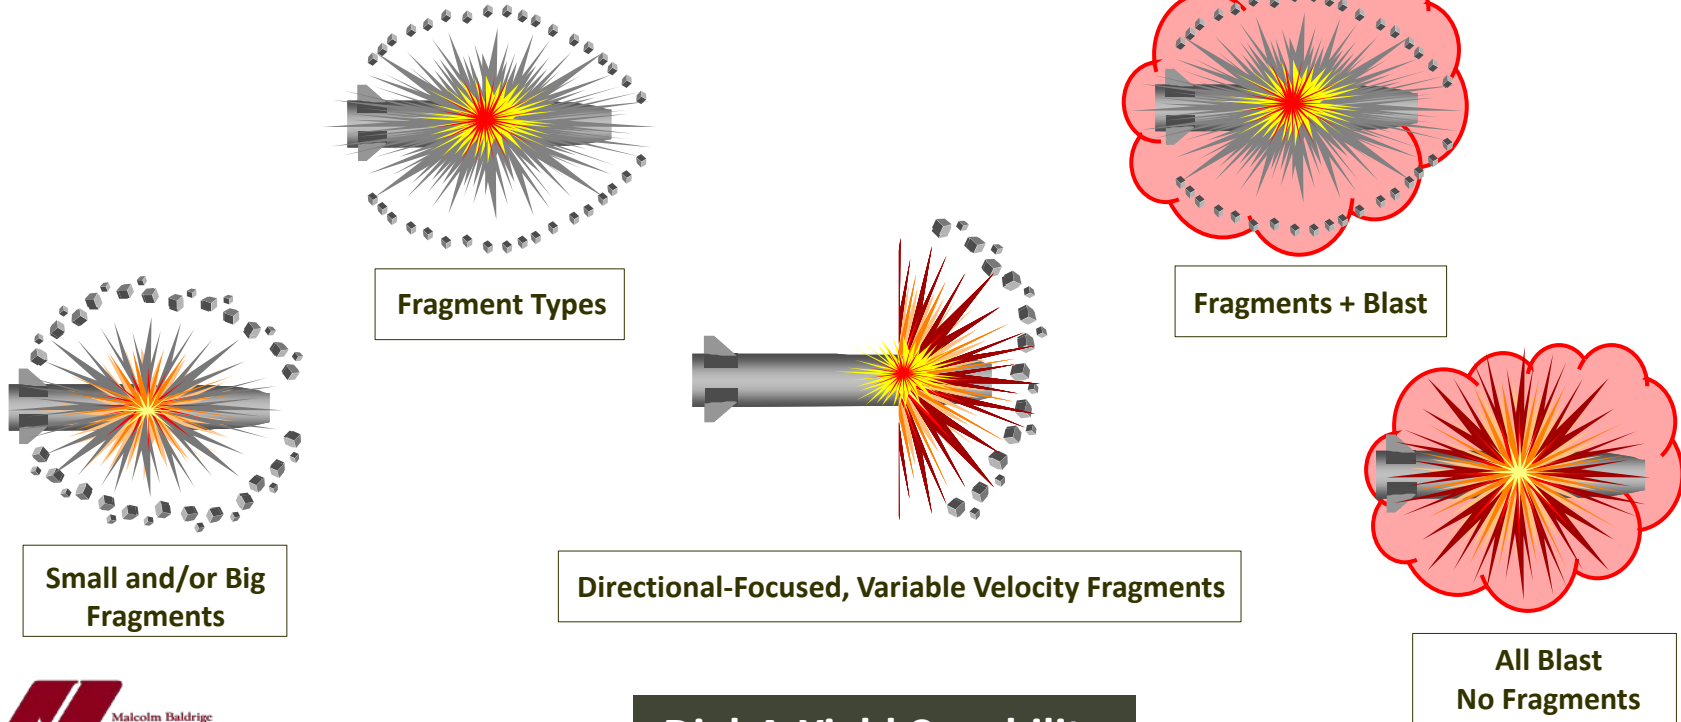 Fragment Types
Fragments + Blast
Small and/or Big
Fragments
Directional-Focused, Variable Velocity Fragments
All Blast
No Fragments
Malcolm Baldrige